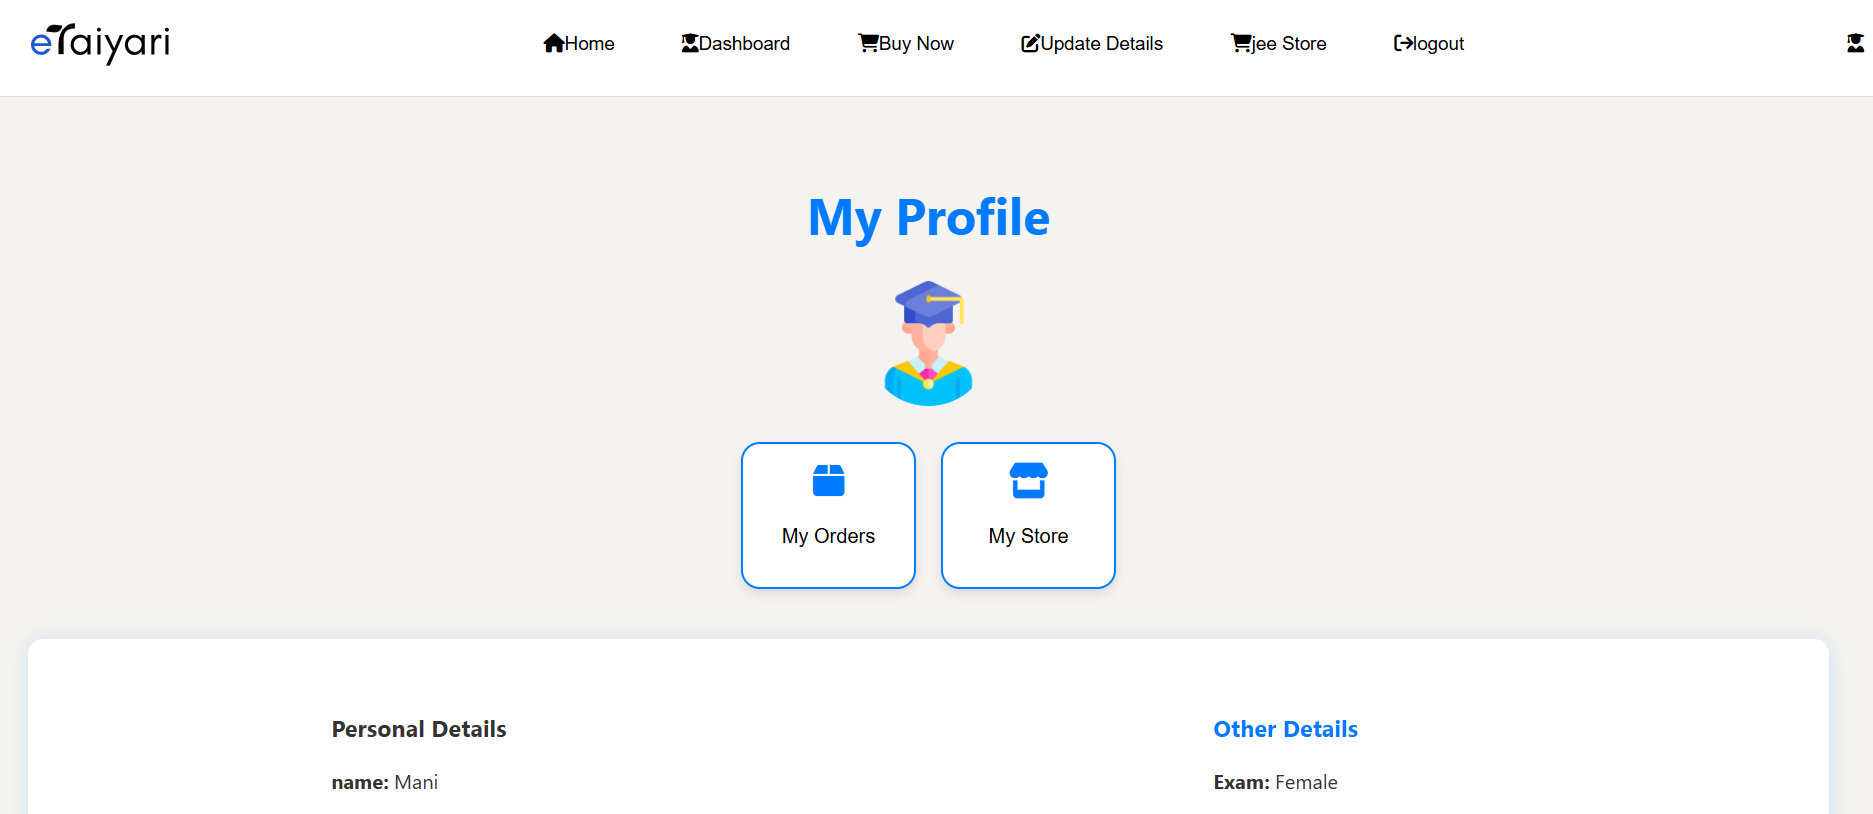 eTaiyari
Home Dashboard Buy Now Update Details jee Store logout
My Profile
My Orders My Store
Personal Details Other Details
name: Mani Exam: Female